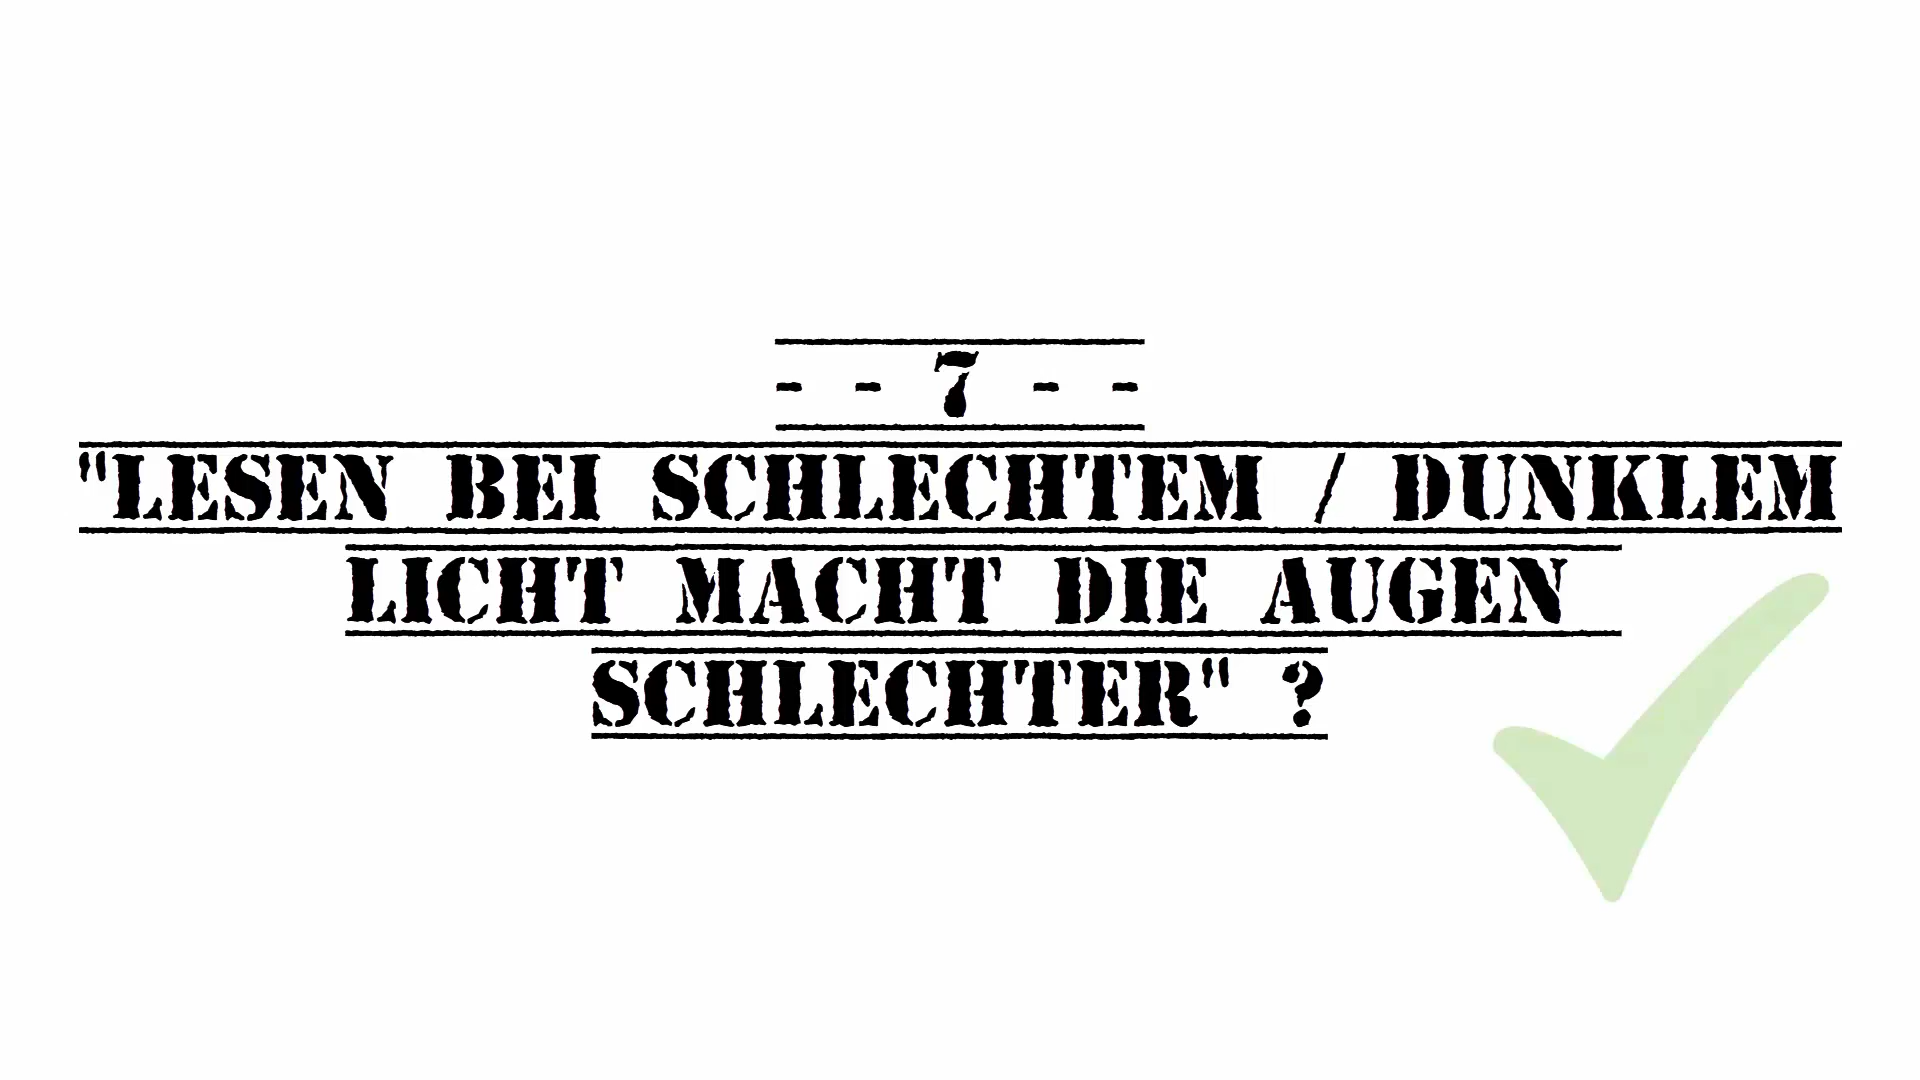 - - 7 - -
"LESEN BEI SCHLECHTEM / DUNKLEM
LICHT MACHT DIE AUGEN
SCHLECHTER" ?